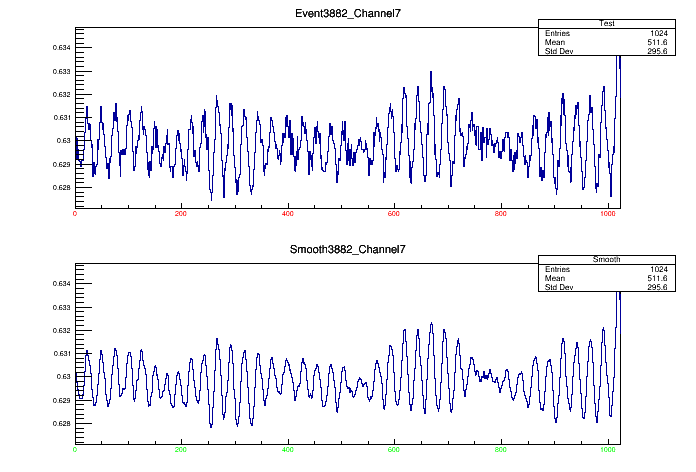 Event3882_Channel7
Test
Entries 1024
Mean 511.6
Std Dev 295.6
0.634
0.633
0.632
0.631
0.63
0.629
0.628
0 200 400 600 800 1000
Smooth3882_Channel7
Smooth
Entries 1024
Mean 511.6
Std Dev 295.6
0.634
0.633
0.632
0.631
0.63
0.629
0.628
0 200 400 600 800 1000